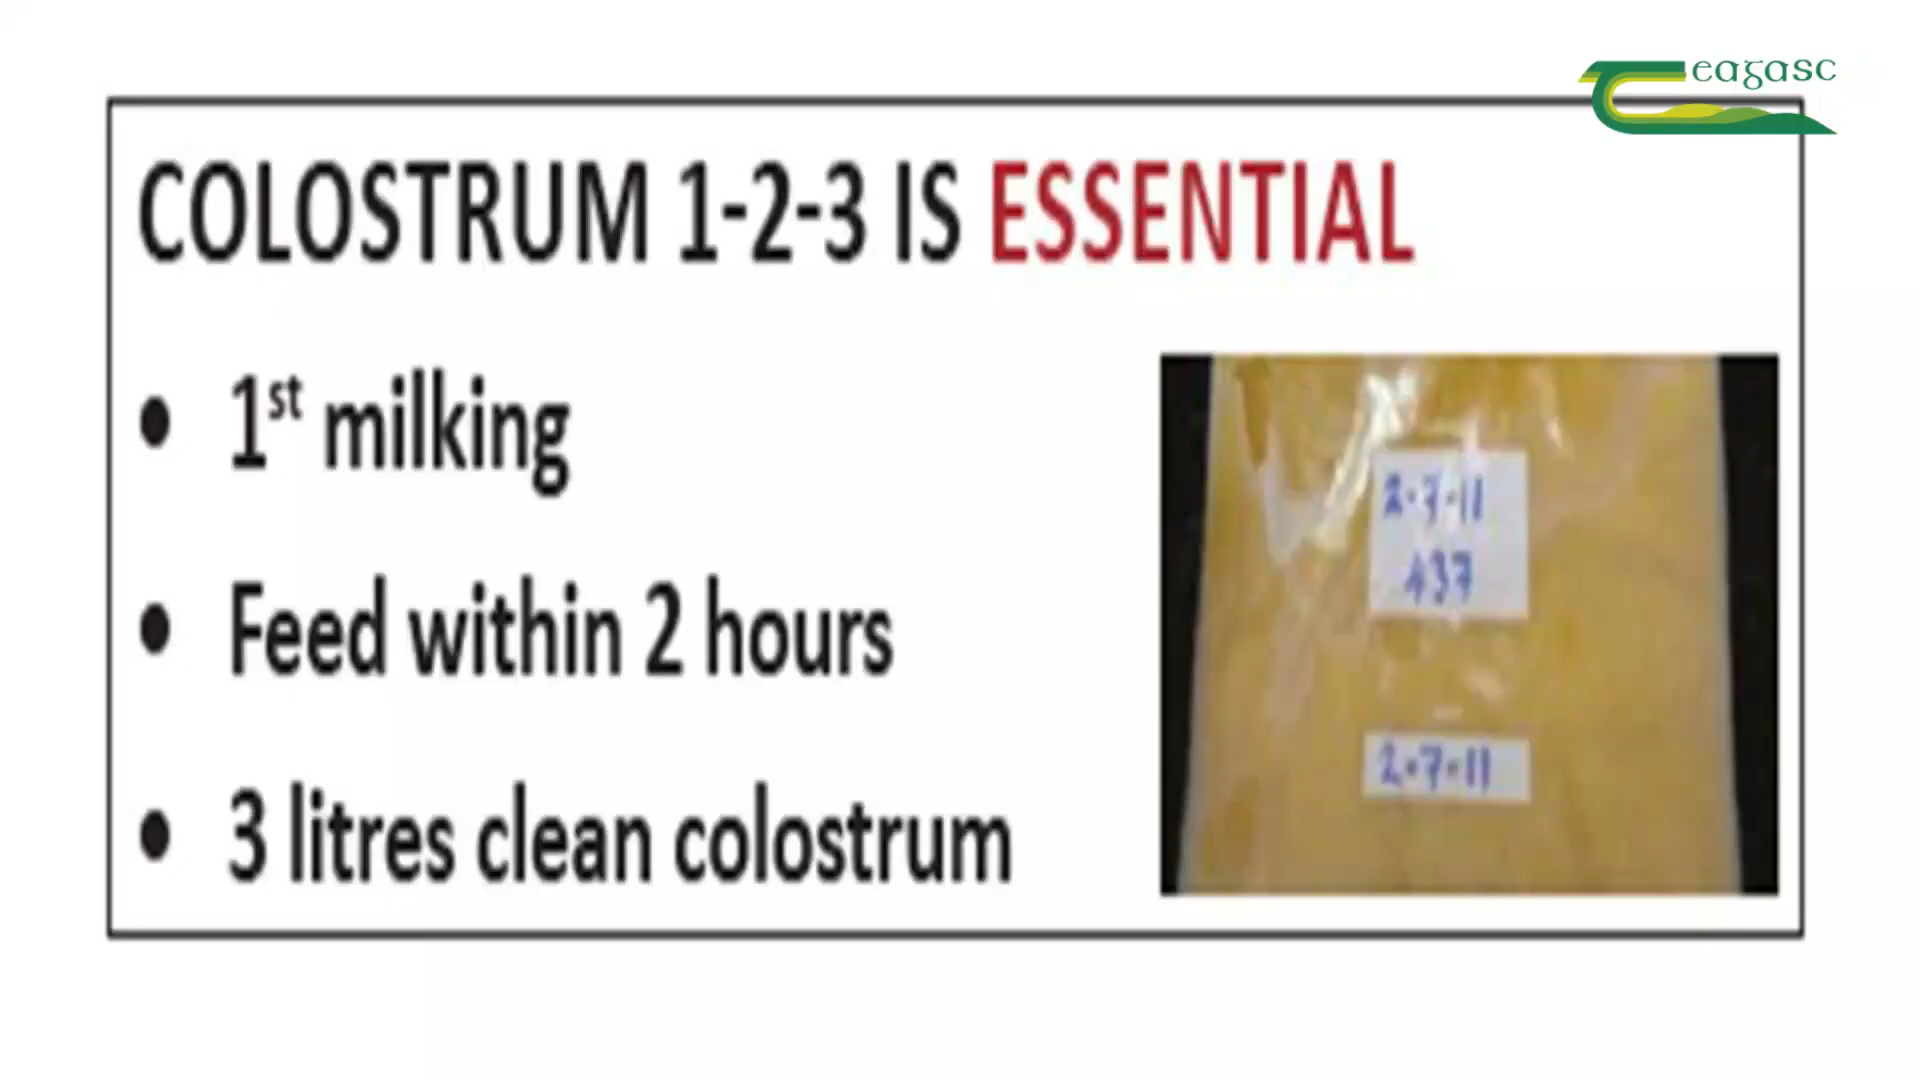 eagasc
COLOSTRUM 1-2-3 IS ESSENTIAL
• 1st milking
• Feed within 2 hours
• 3 litres clean colostrum
2·7·11
437
2·7·11